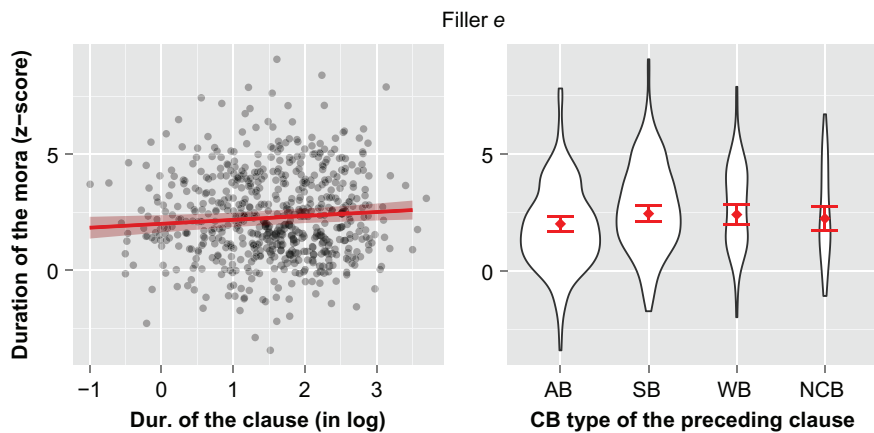 Filler e
Duration of the mora (z−score)
5
0
−1
0
1
2
3
Dur. of the clause (in log)
5
0
AB
SB
WB
NCB
CB type of the preceding clause